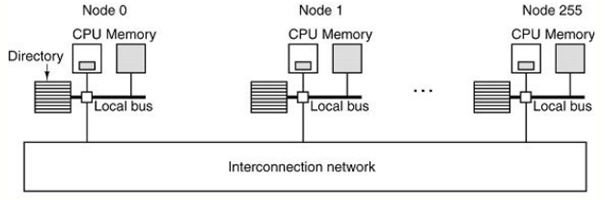 Node 0 Node 1 Node 255
CPU Memory CPU Memory CPU Memory
Directory
Local bus Local bus Local bus
...
Interconnection network